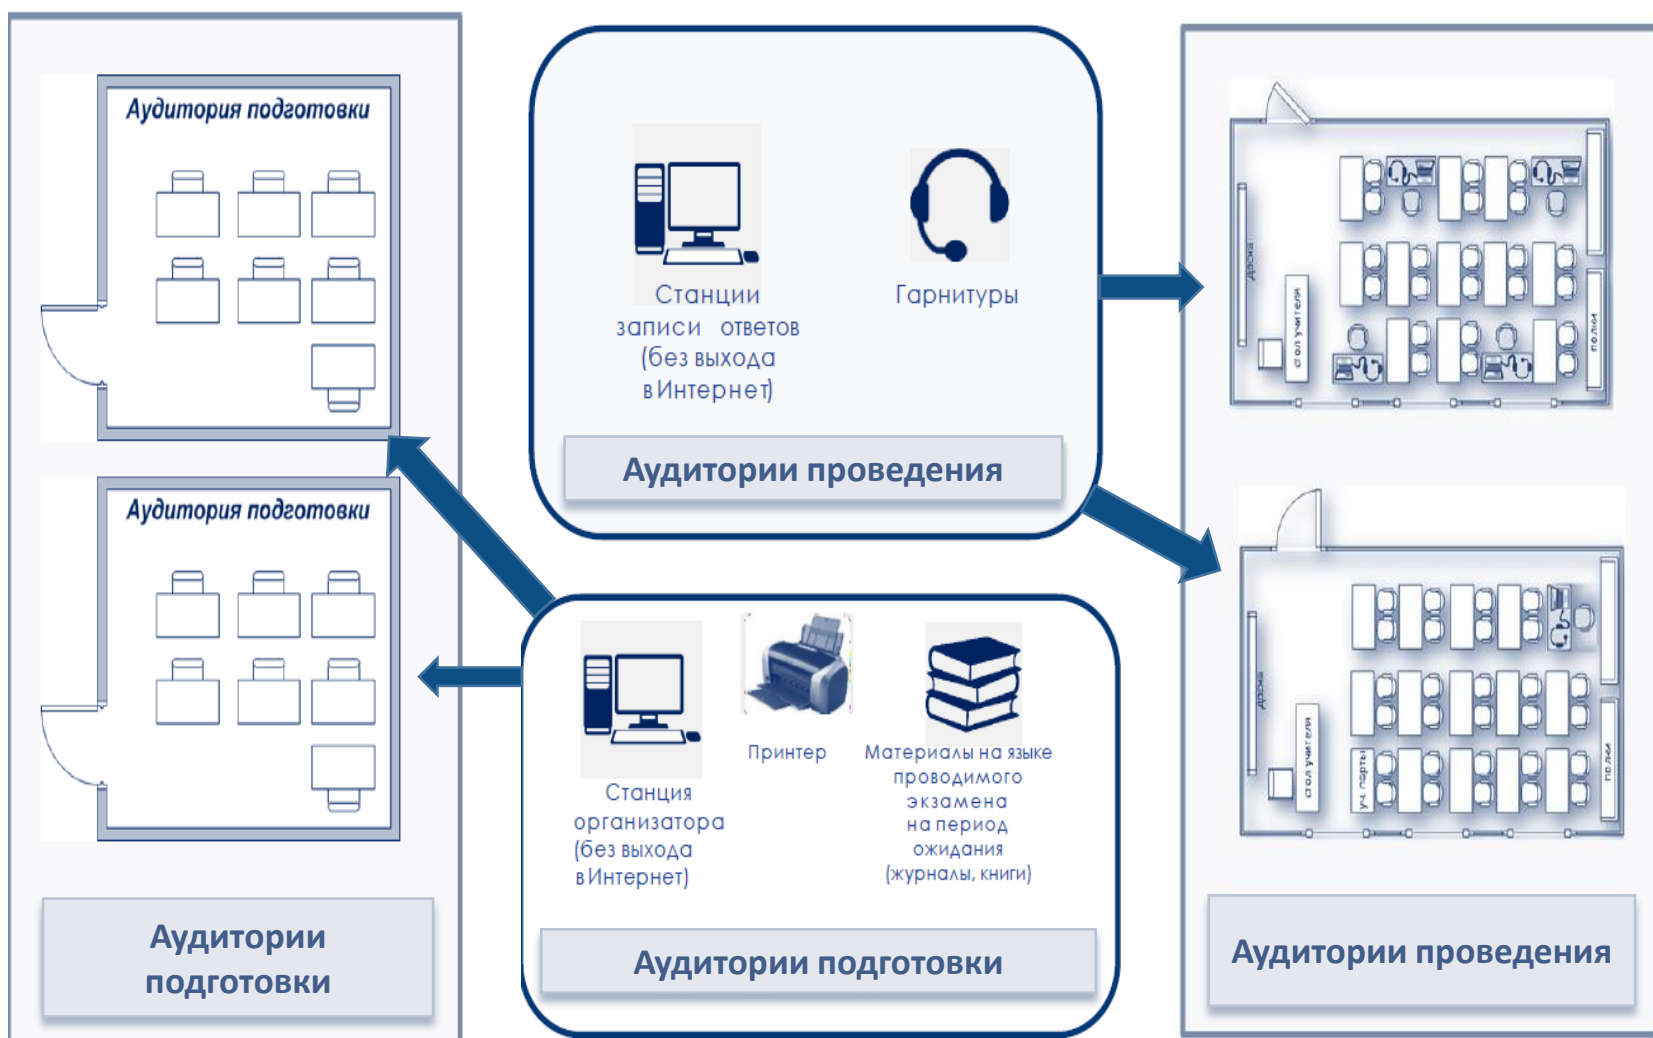 Аудитория подготовки
Аудитория подготовки
Аудитории
подготовки
Станции
записи ответов
(без выхода
в Интернет)
Гарнитуры
Аудитории проведения
Станция
организатора
(без выхода
в Интернет)
Принтер
Материалы на языке
проводимого
экзамена
на период
ожидания
(журналы, книги)
Аудитории подготовки
доска
стол учителя
полки
доска
стол учителя
уч. парты
полки
Аудитории проведения